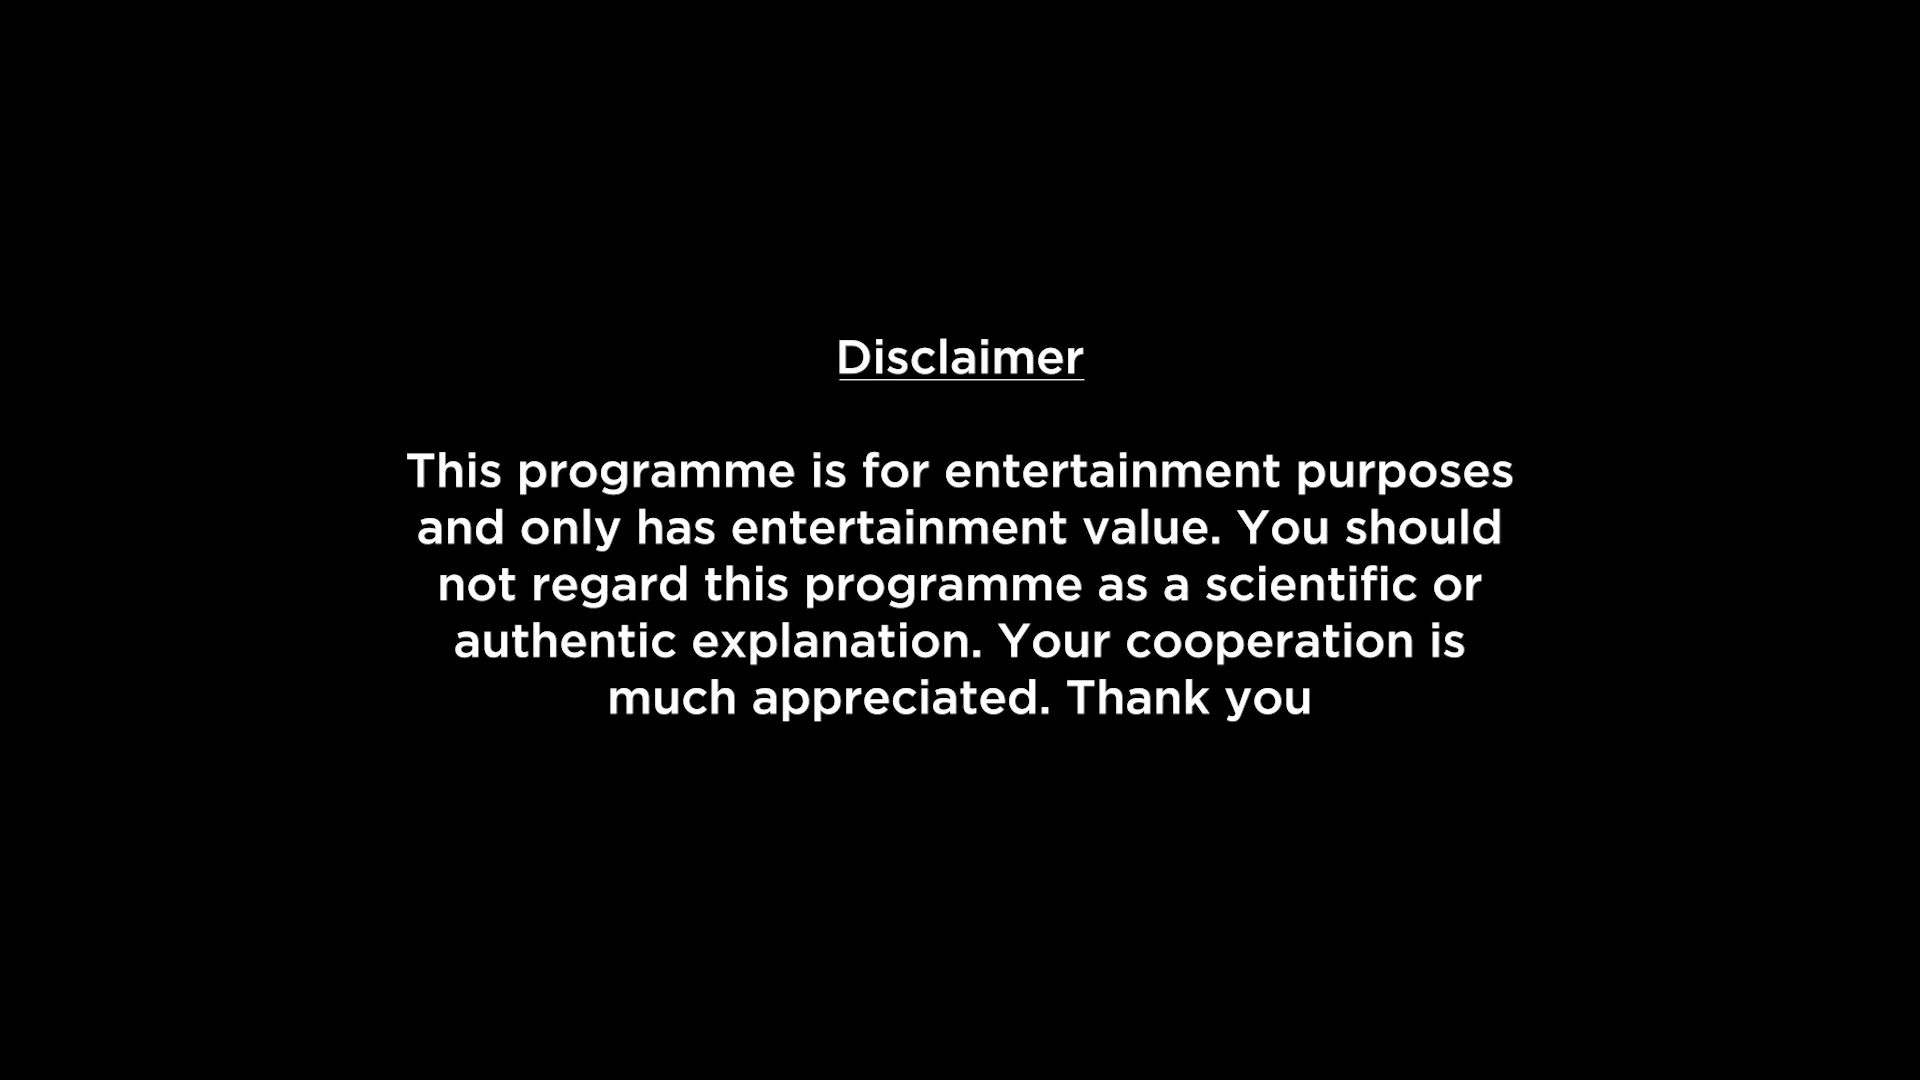 Disclaimer
This programme is for entertainment purposes
and only has entertainment value. You should
not regard this programme as a scientific or
authentic explanation. Your cooperation is
much appreciated. Thank you